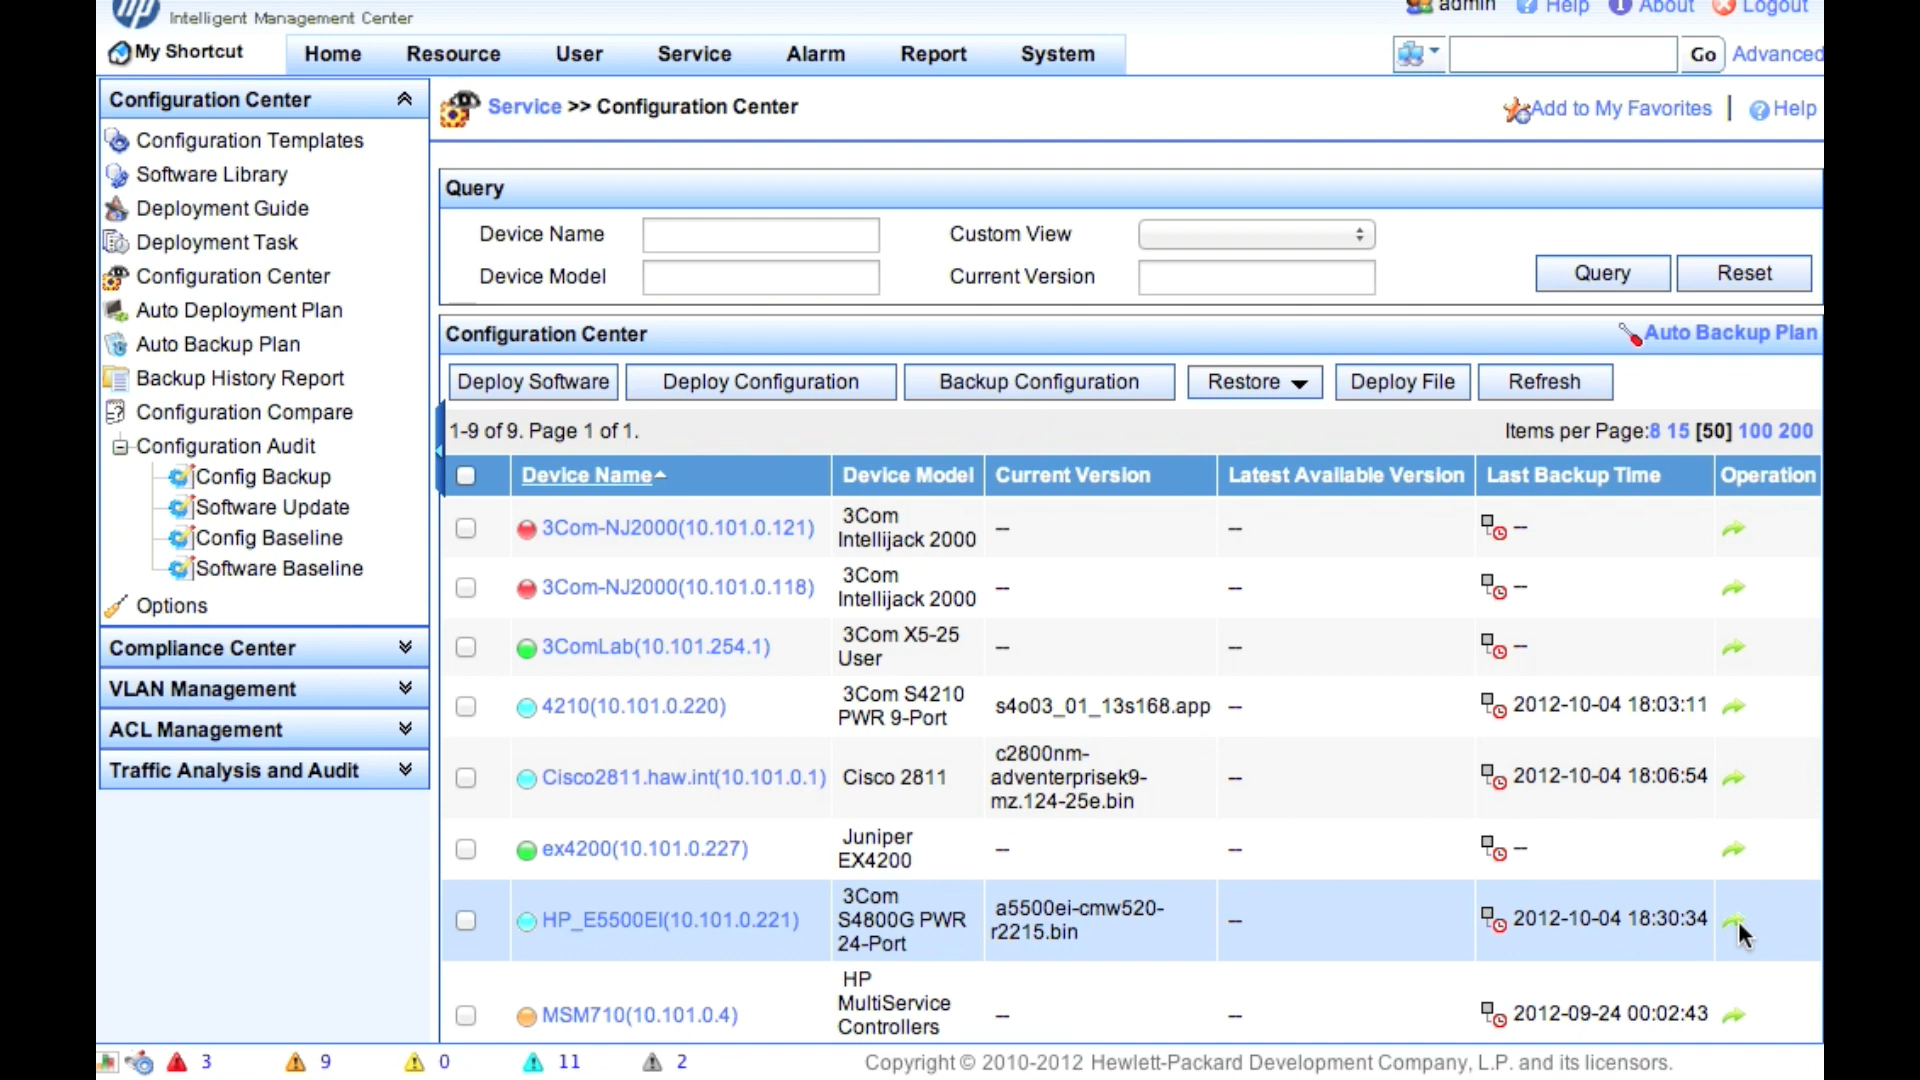 hp Intelligent Management Center
admin Help About Logout
My Shortcut Home Resource User Service Alarm Report System Go Advanced
Configuration Center
Configuration Templates
Software Library
Deployment Guide
Deployment Task
Configuration Center
Auto Deployment Plan
Auto Backup Plan
Backup History Report
Configuration Compare
Configuration Audit
Config Backup
Software Update
Config Baseline
Software Baseline
Options
Compliance Center
VLAN Management
ACL Management
Traffic Analysis and Audit
Service >> Configuration Center
Add to My Favorites | Help
Query
Device Name Custom View
Device Model Current Version Query Reset
Configuration Center Auto Backup Plan
Deploy Software Deploy Configuration Backup Configuration Restore Deploy File Refresh
1-9 of 9. Page 1 of 1. Items per Page:8 15 [50] 100 200
Device Name Device Model Current Version Latest Available Version Last Backup Time Operation
3Com-NJ2000(10.101.0.121) 3Com Intellijack 2000 -- -- --
3Com-NJ2000(10.101.0.118) 3Com Intellijack 2000 -- -- --
3ComLab(10.101.254.1) 3Com X5-25 User -- -- --
4210(10.101.0.220) 3Com S4210 PWR 9-Port s4o03_01_13s168.app -- 2012-10-04 18:03:11
Cisco2811.haw.int(10.101.0.1) Cisco 2811 c2800nm-adventerprisek9-mz.124-25e.bin -- 2012-10-04 18:06:54
ex4200(10.101.0.227) Juniper EX4200 -- -- --
HP_E5500EI(10.101.0.221) 3Com S4800G PWR 24-Port a5500ei-cmw520-r2215.bin -- 2012-10-04 18:30:34
MSM710(10.101.0.4) HP MultiService Controllers -- -- 2012-09-24 00:02:43
3 9 0 11 2 Copyright © 2010-2012 Hewlett-Packard Development Company, L.P. and its licensors.